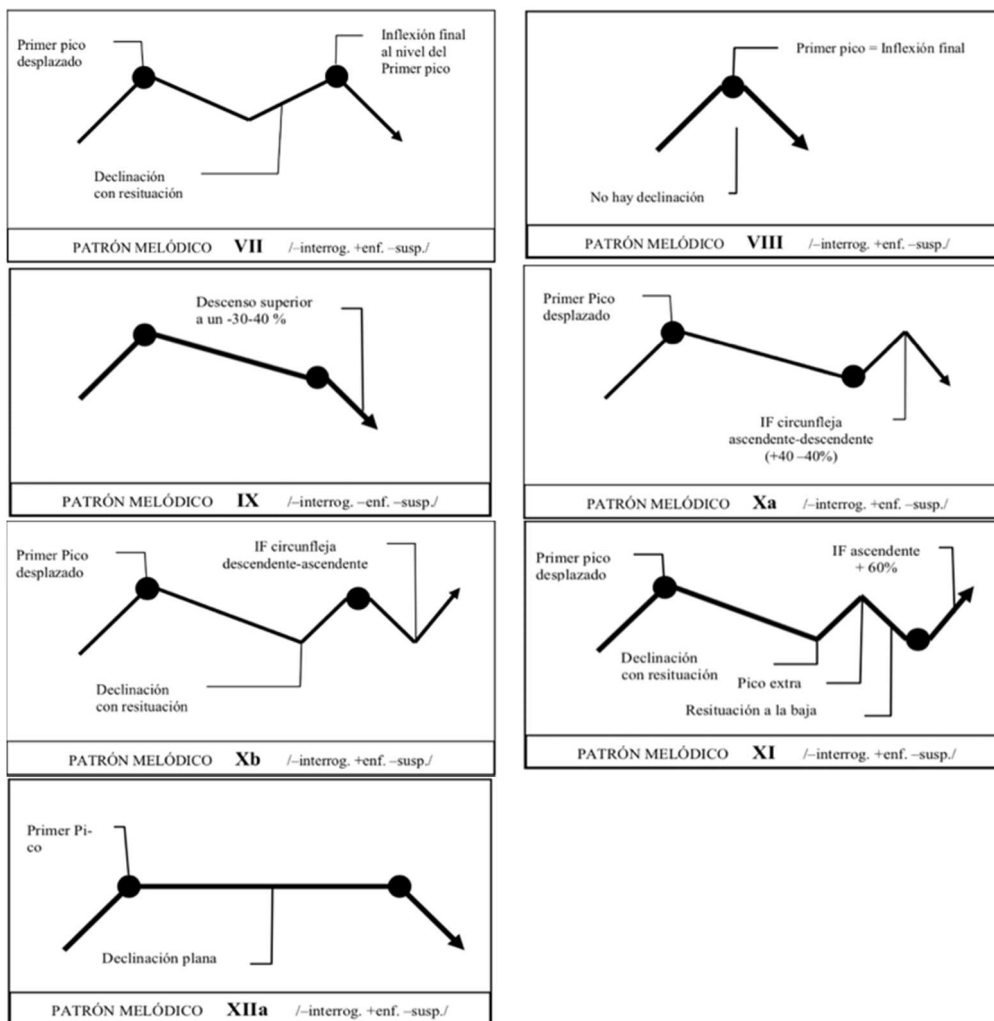 Primer pico
desplazado
Inflexión final
al nivel del
Primer pico
Declinación
con resituación
PATRÓN MELÓDICO VII /–interrog. +enf. –susp./
Primer pico = Inflexión final
No hay declinación
PATRÓN MELÓDICO VIII /–interrog. +enf. –susp./
Descenso superior
a un -30-40 %
PATRÓN MELÓDICO IX /–interrog. –enf. –susp./
Primer Pico
desplazado
IF circunfleja
ascendente-descendente
(+40 –40%)
PATRÓN MELÓDICO Xa /–interrog. +enf. –susp./
Primer Pico
desplazado
IF circunfleja
descendente-ascendente
Declinación
con resituación
PATRÓN MELÓDICO Xb /–interrog. +enf. –susp./
Primer pico
desplazado
IF ascendente
+ 60%
Declinación
con resituación
Pico extra
Resituación a la baja
PATRÓN MELÓDICO XI /–interrog. +enf. –susp./
Primer Pi-
co
Declinación plana
PATRÓN MELÓDICO XIIa /–interrog. +enf. –susp./